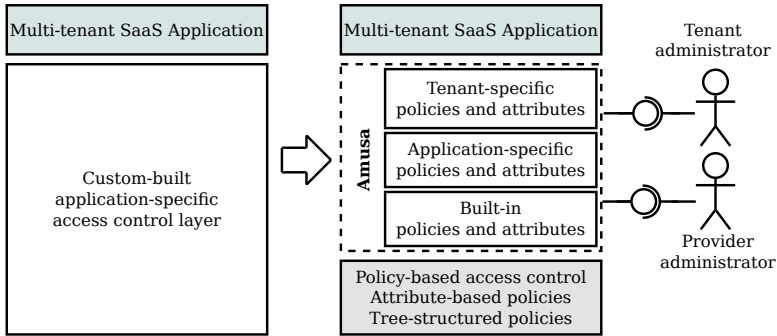 Multi-tenant SaaS Application
Custom-built
application-specific
access control layer
Multi-tenant SaaS Application
Amusa
Tenant-specific
policies and attributes
Application-specific
policies and attributes
Built-in
policies and attributes
Policy-based access control
Attribute-based policies
Tree-structured policies
Tenant
administrator
Provider
administrator